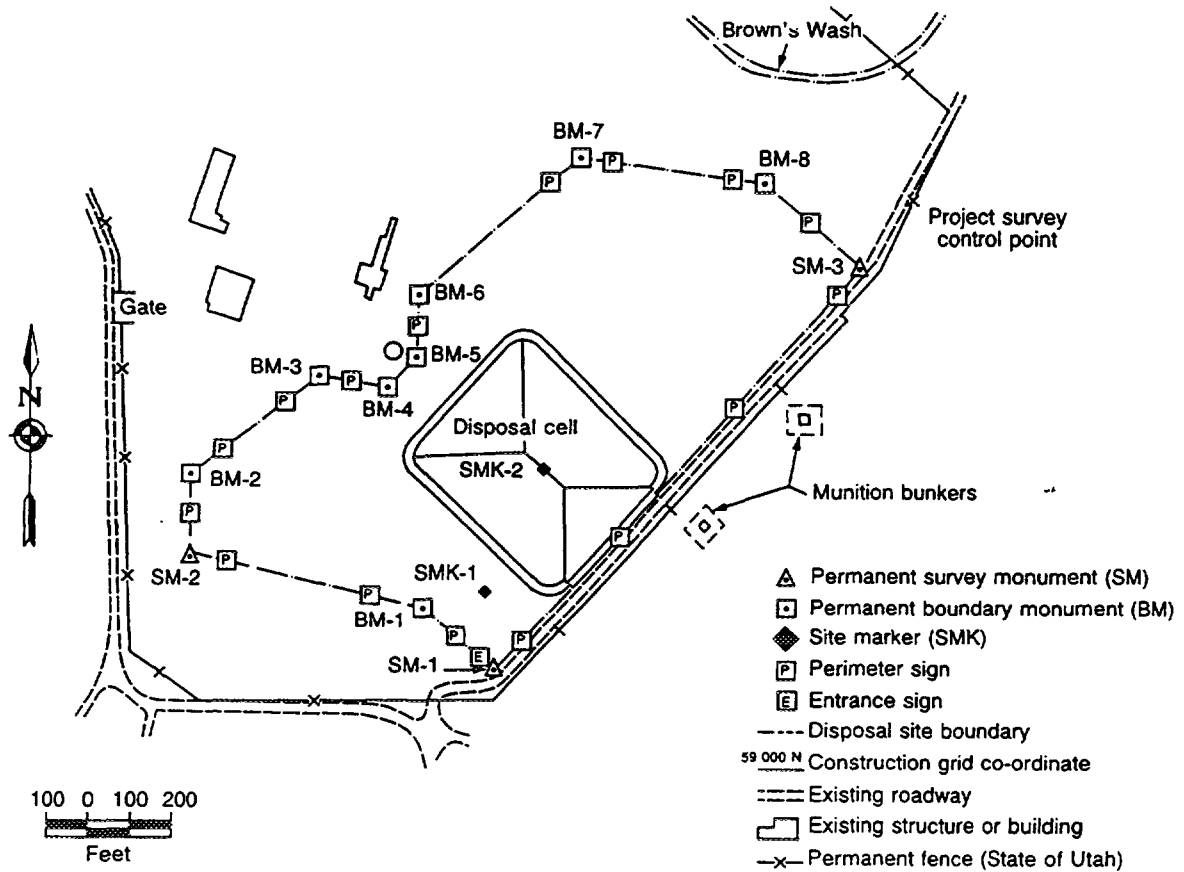 Brown's Wash
BM-7
BM-8
P
P
P
P
Project survey
control point
SM-3
P
Gate
BM-6
P
BM-5
BM-3
P
BM-4
P
N
P
Disposal cell
SMK-2
P
BM-2
P
Munition bunkers
P
SM-2
P
SMK-1
P
BM-1
P
P
E
SM-1
Permanent survey monument (SM)
Permanent boundary monument (BM)
Site marker (SMK)
P Perimeter sign
E Entrance sign
Disposal site boundary
59 000 N Construction grid co-ordinate
Existing roadway
Existing structure or building
Permanent fence (State of Utah)
100 0 100 200
Feet